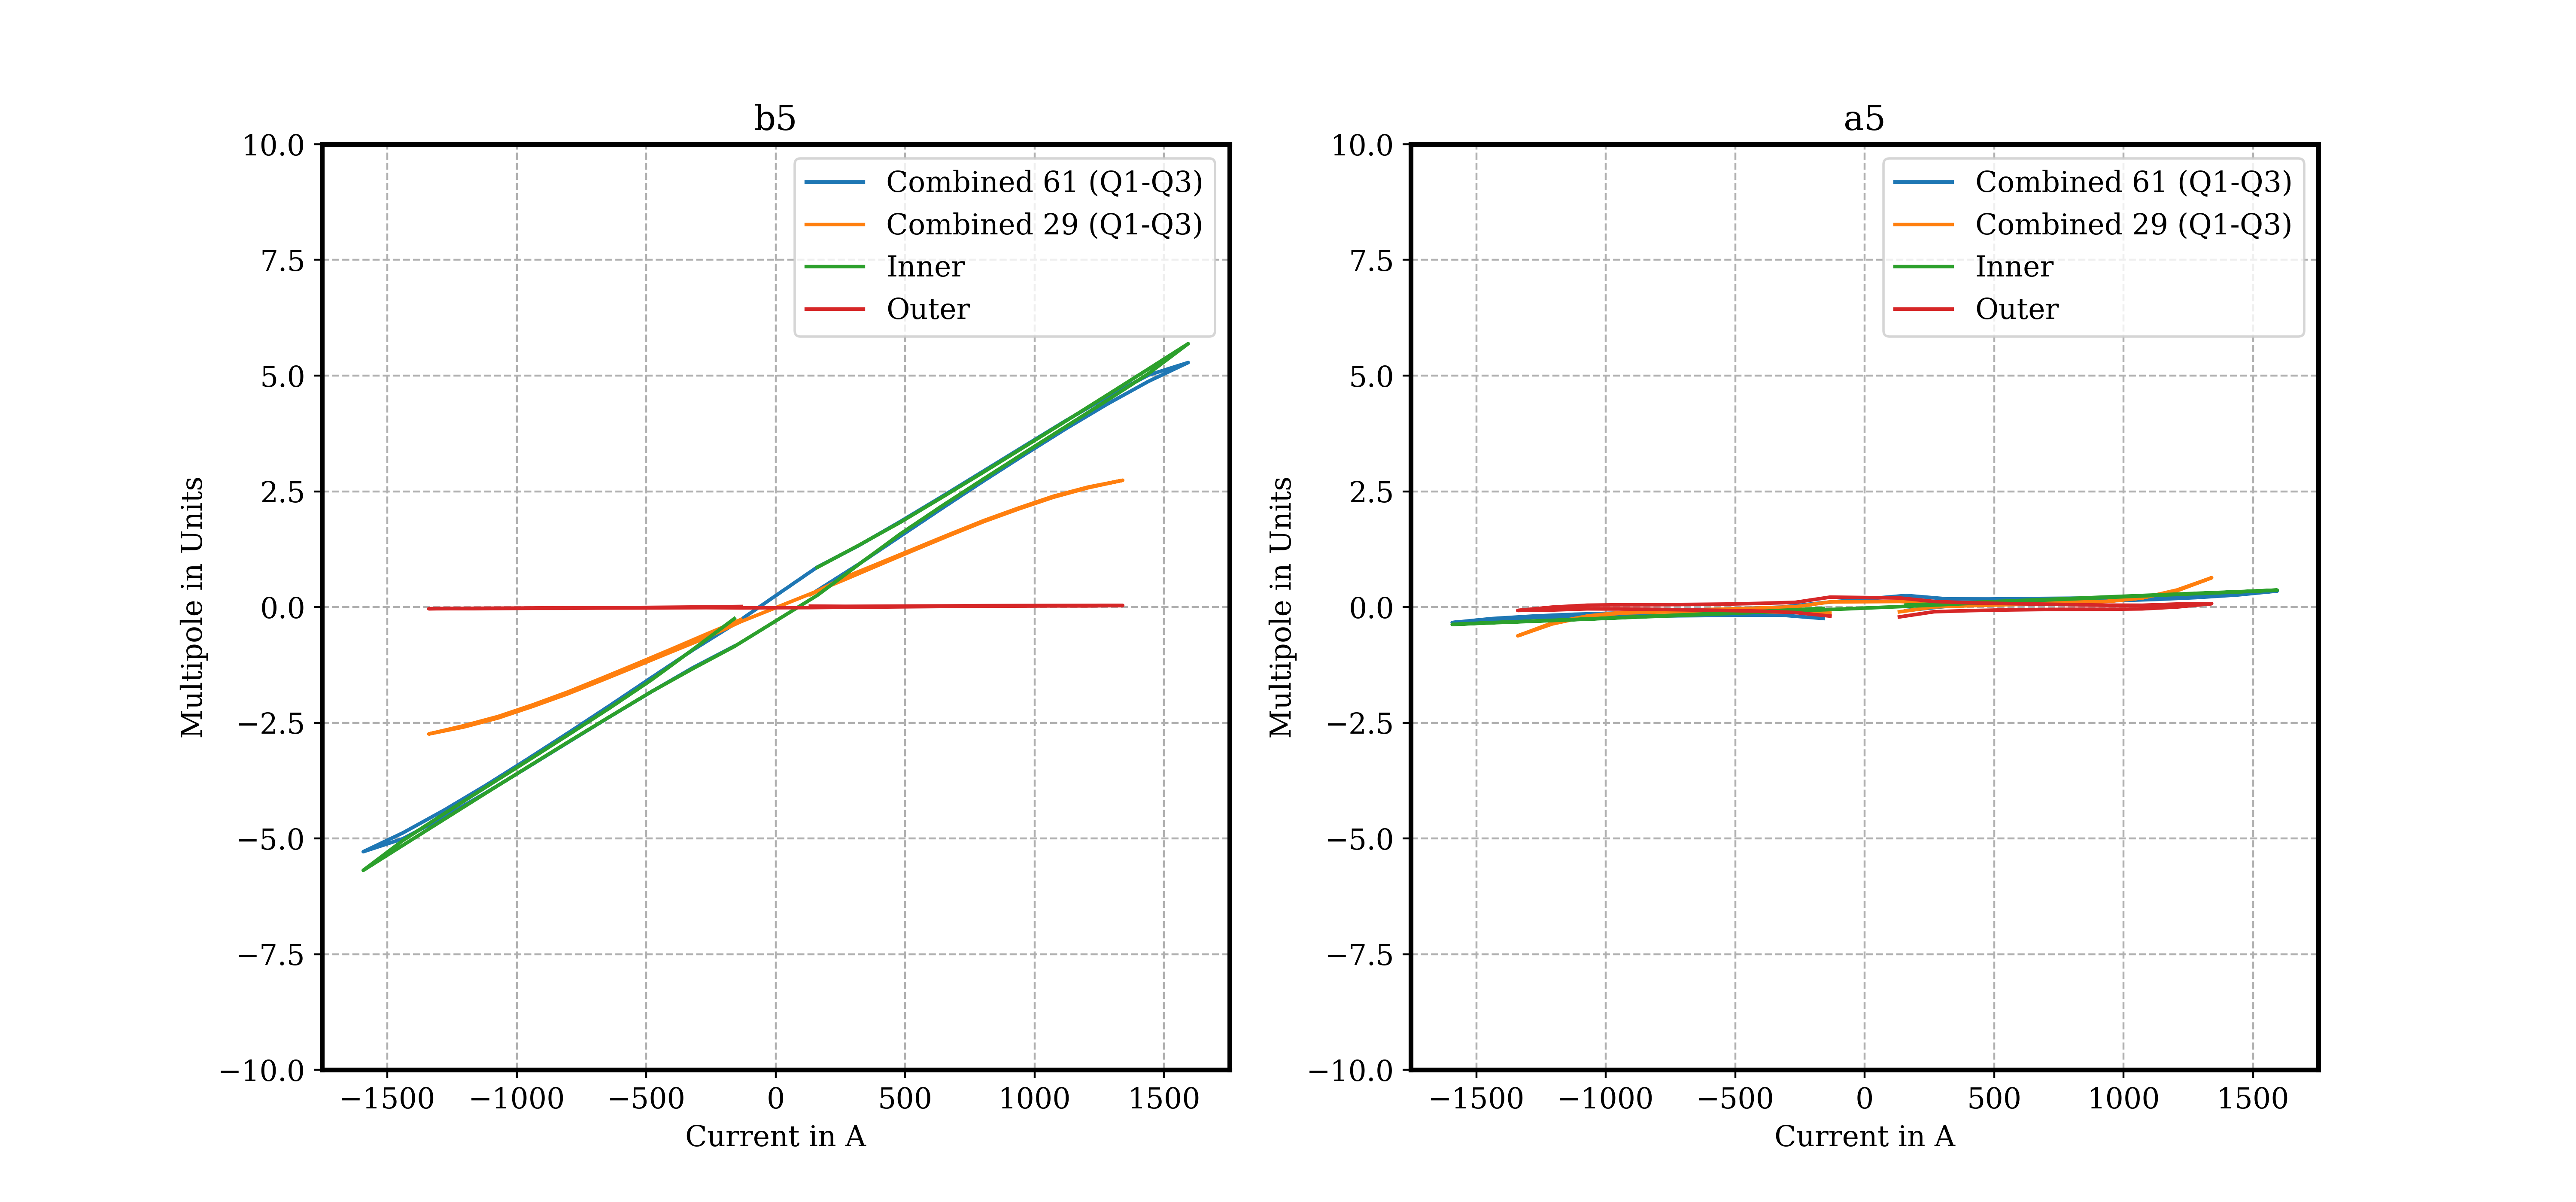 b5
10.0
7.5
5.0
2.5
0.0
−2.5
−5.0
−7.5
−10.0
Multipole in Units
Combined 61 (Q1-Q3)
Combined 29 (Q1-Q3)
Inner
Outer
−1500 −1000 −500 0 500 1000 1500
Current in A
a5
10.0
7.5
5.0
2.5
0.0
−2.5
−5.0
−7.5
−10.0
Multipole in Units
Combined 61 (Q1-Q3)
Combined 29 (Q1-Q3)
Inner
Outer
−1500 −1000 −500 0 500 1000 1500
Current in A